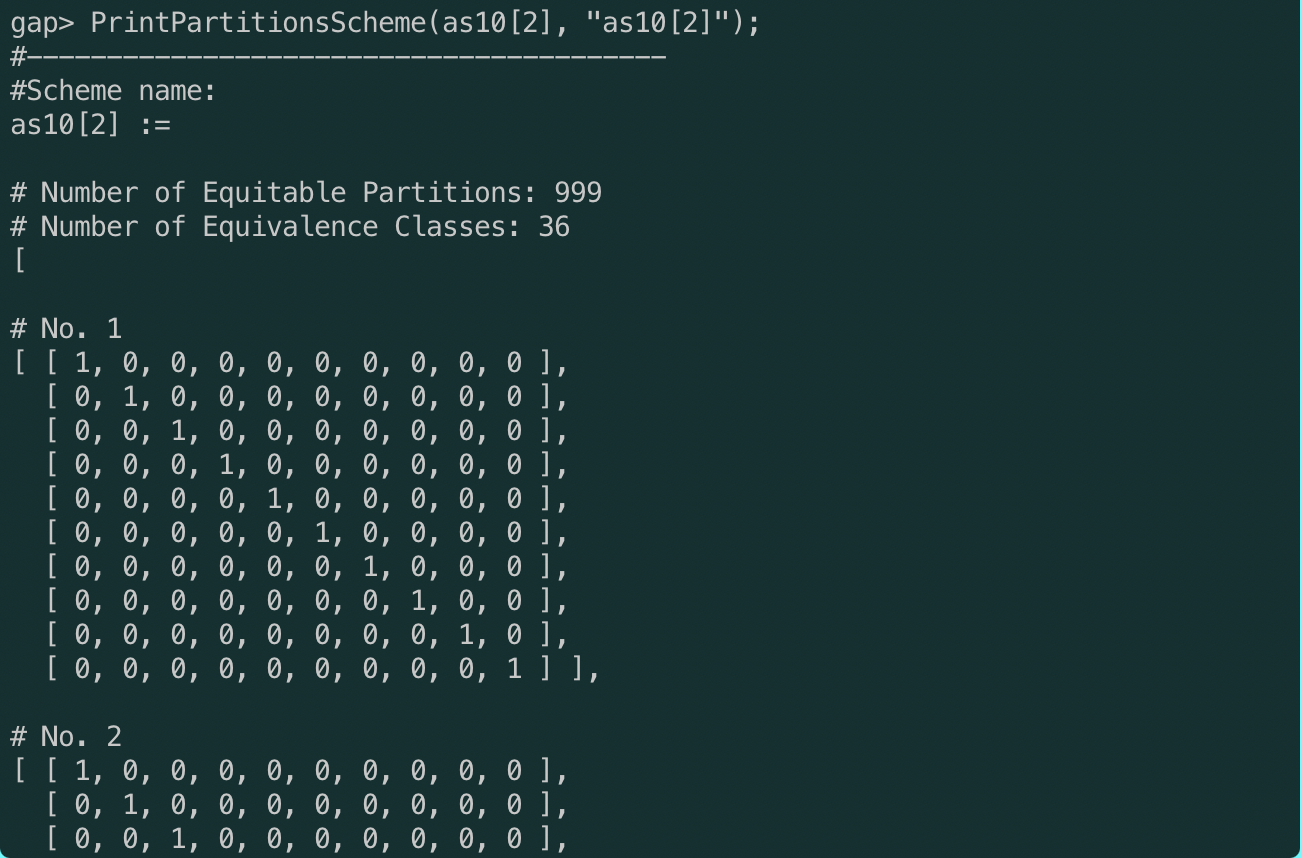 gap> PrintPartitionsScheme(as10[2], "as10[2]");
#----------------------------------------
#Scheme name:
as10[2] :=
# Number of Equitable Partitions: 999
# Number of Equivalence Classes: 36
[
# No. 1
[ [ 1, 0, 0, 0, 0, 0, 0, 0, 0, 0 ],
[ 0, 1, 0, 0, 0, 0, 0, 0, 0, 0 ],
[ 0, 0, 1, 0, 0, 0, 0, 0, 0, 0 ],
[ 0, 0, 0, 1, 0, 0, 0, 0, 0, 0 ],
[ 0, 0, 0, 0, 1, 0, 0, 0, 0, 0 ],
[ 0, 0, 0, 0, 0, 1, 0, 0, 0, 0 ],
[ 0, 0, 0, 0, 0, 0, 1, 0, 0, 0 ],
[ 0, 0, 0, 0, 0, 0, 0, 1, 0, 0 ],
[ 0, 0, 0, 0, 0, 0, 0, 0, 1, 0 ],
[ 0, 0, 0, 0, 0, 0, 0, 0, 0, 1 ] ],
# No. 2
[ [ 1, 0, 0, 0, 0, 0, 0, 0, 0, 0 ],
[ 0, 1, 0, 0, 0, 0, 0, 0, 0, 0 ],
[ 0, 0, 1, 0, 0, 0, 0, 0, 0, 0 ],